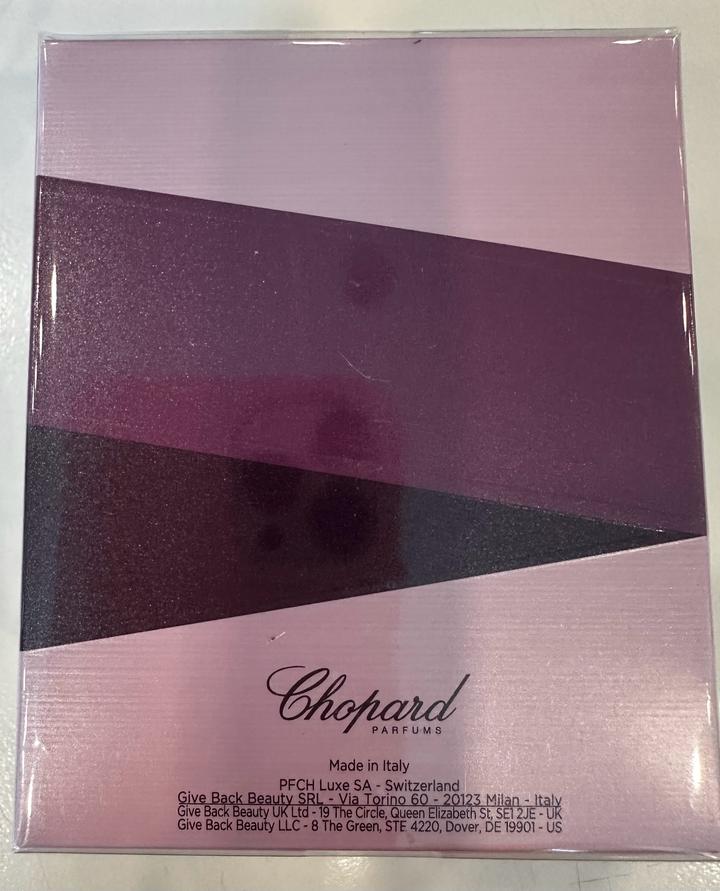 Chopard
PARFUMS
Made in Italy
PFCH Luxe SA - Switzerland
Give Back Beauty SRL - Via Torino 60 - 20123 Milan - Italy
Give Back Beauty UK Ltd - 19 The Circle, Queen Elizabeth St, SE1 2JE - UK
Give Back Beauty LLC - 8 The Green, STE 4220, Dover, DE 19901 - US